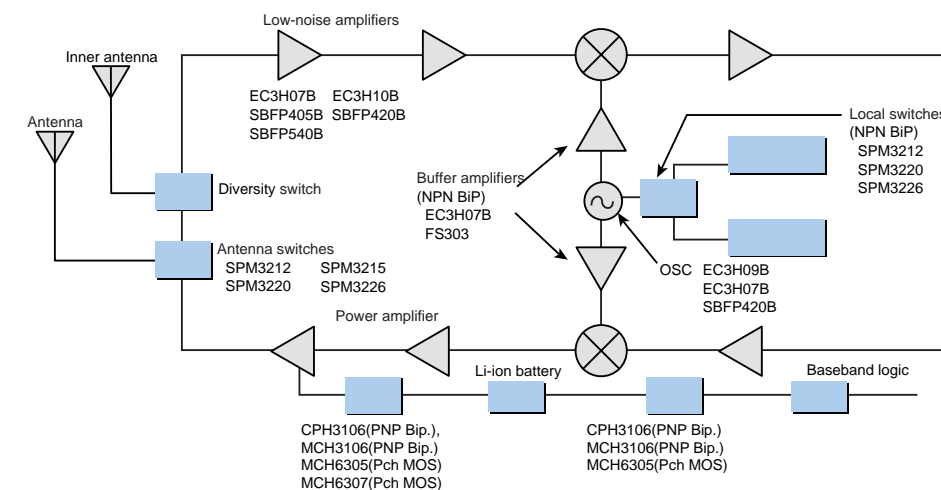 Low-noise amplifiers
Inner antenna
Antenna
EC3H07B EC3H10B
SBFP405B SBFP420B
SBFP540B
Local switches
(NPN BiP)
SPM3212
SPM3220
SPM3226
Buffer amplifiers
(NPN BiP)
EC3H07B
FS303
Diversity switch
Antenna switches
SPM3212 SPM3215
SPM3220 SPM3226
OSC EC3H09B
EC3H07B
SBFP420B
Power amplifier
Li-ion battery
Baseband logic
CPH3106(PNP Bip.),
MCH3106(PNP Bip.)
MCH6305(Pch MOS)
MCH6307(Pch MOS)
CPH3106(PNP Bip.)
MCH3106(PNP Bip.)
MCH6305(Pch MOS)